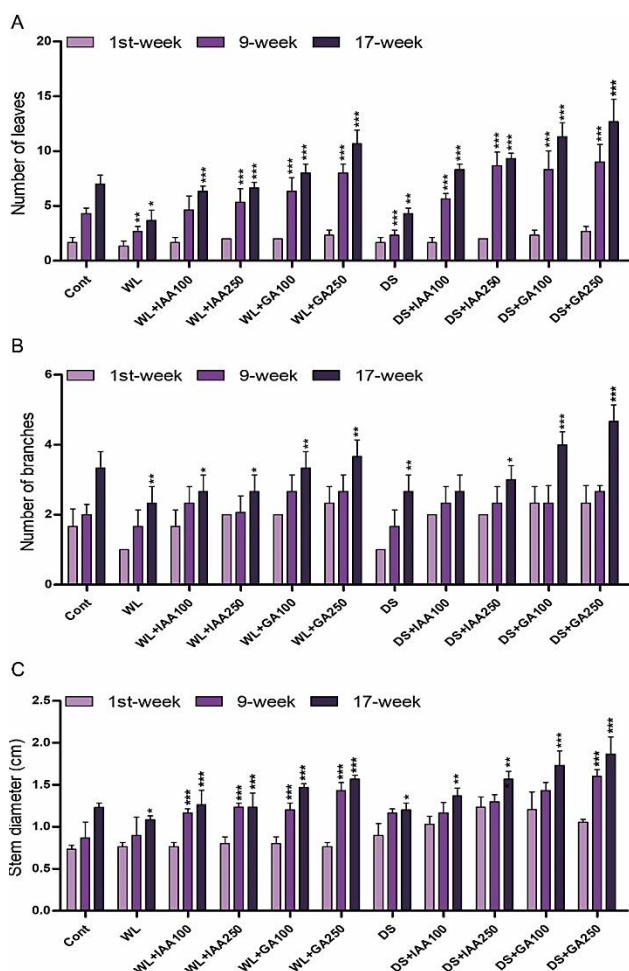 A
1st-week 9-week 17-week
Number of leaves
20
15
10
5
0
** * *** *** *** *** *** *** *** *** ** *** *** *** *** *** *** *** ***
Cont WL WL+IAA100 WL+IAA250 WL+GA100 WL+GA250 DS DS+IAA100 DS+IAA250 DS+GA100 DS+GA250
B
1st-week 9-week 17-week
Number of branches
6
4
2
0
** * * ** ** ** * *** ***
Cont WL WL+IAA100 WL+IAA250 WL+GA100 WL+GA250 DS DS+IAA100 DS+IAA250 DS+GA100 DS+GA250
C
1st-week 9-week 17-week
Stem diameter (cm)
2.5
2.0
1.5
1.0
0.5
0.0
* *** *** *** *** *** *** *** *** * ** ** *** *** ***
Cont WL WL+IAA100 WL+IAA250 WL+GA100 WL+GA250 DS DS+IAA100 DS+IAA250 DS+GA100 DS+GA250